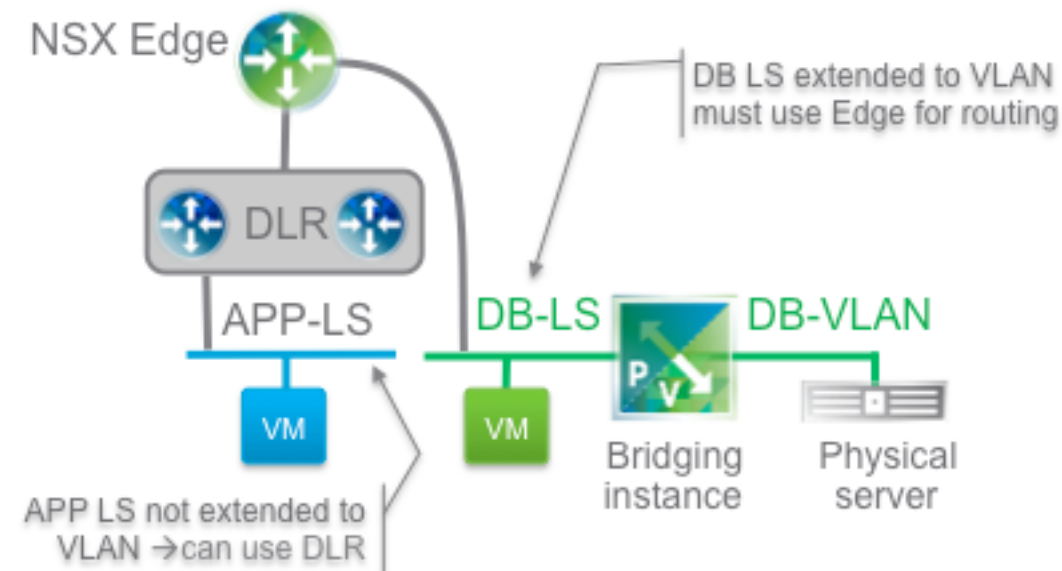 NSX Edge
DB LS extended to VLAN
must use Edge for routing
DLR
APP-LS
DB-LS
DB-VLAN
P
V
VM
VM
Bridging
instance
Physical
server
APP LS not extended to
VLAN →can use DLR